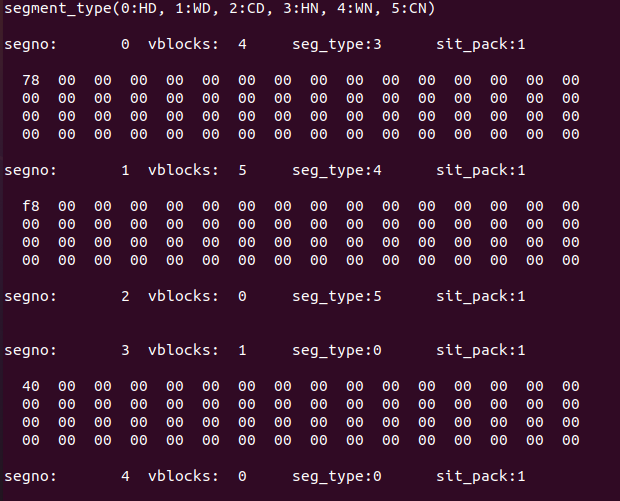 segment_type(0:HD, 1:WD, 2:CD, 3:HN, 4:WN, 5:CN)
segno: 0 vblocks: 4 seg_type:3 sit_pack:1
78 00 00 00 00 00 00 00 00 00 00 00 00 00 00 00
00 00 00 00 00 00 00 00 00 00 00 00 00 00 00 00
00 00 00 00 00 00 00 00 00 00 00 00 00 00 00 00
00 00 00 00 00 00 00 00 00 00 00 00 00 00 00 00
segno: 1 vblocks: 5 seg_type:4 sit_pack:1
f8 00 00 00 00 00 00 00 00 00 00 00 00 00 00 00
00 00 00 00 00 00 00 00 00 00 00 00 00 00 00 00
00 00 00 00 00 00 00 00 00 00 00 00 00 00 00 00
00 00 00 00 00 00 00 00 00 00 00 00 00 00 00 00
segno: 2 vblocks: 0 seg_type:5 sit_pack:1
segno: 3 vblocks: 1 seg_type:0 sit_pack:1
40 00 00 00 00 00 00 00 00 00 00 00 00 00 00 00
00 00 00 00 00 00 00 00 00 00 00 00 00 00 00 00
00 00 00 00 00 00 00 00 00 00 00 00 00 00 00 00
00 00 00 00 00 00 00 00 00 00 00 00 00 00 00 00
segno: 4 vblocks: 0 seg_type:0 sit_pack:1